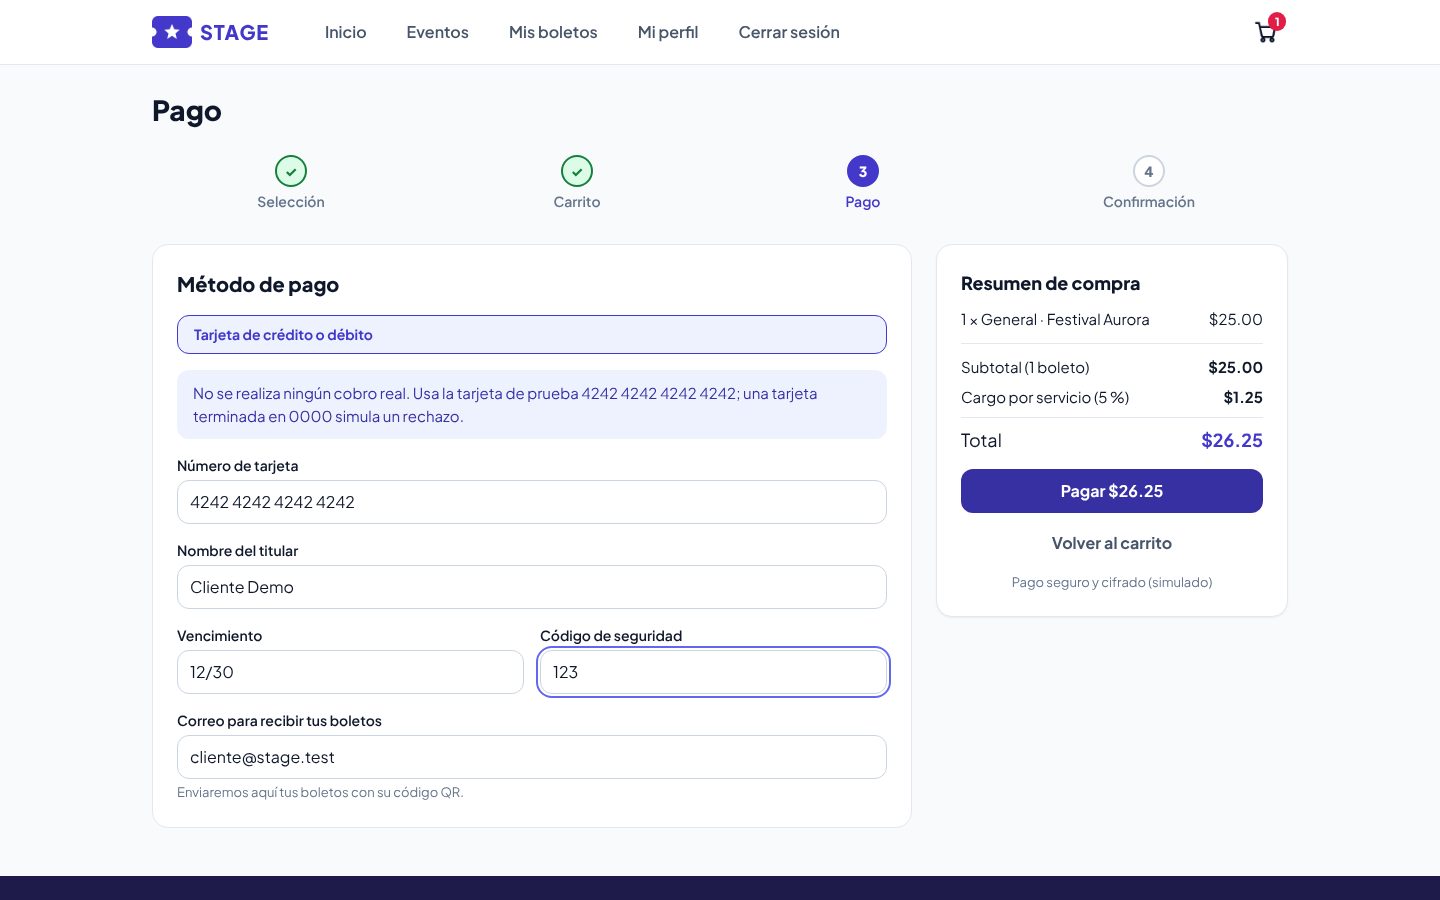 STAGE
Inicio
Eventos
Mis boletos
Mi perfil
Cerrar sesión
1
Pago
Selección
Carrito
3
Pago
4
Confirmación
Método de pago
Tarjeta de crédito o débito
No se realiza ningún cobro real. Usa la tarjeta de prueba 4242 4242 4242 4242; una tarjeta
terminada en 0000 simula un rechazo.
Número de tarjeta
4242 4242 4242 4242
Nombre del titular
Cliente Demo
Vencimiento
12/30
Código de seguridad
123
Correo para recibir tus boletos
cliente@stage.test
Enviaremos aquí tus boletos con su código QR.
Resumen de compra
1 × General · Festival Aurora $25.00
Subtotal (1 boleto) $25.00
Cargo por servicio (5 %) $1.25
Total $26.25
Pagar $26.25
Volver al carrito
Pago seguro y cifrado (simulado)